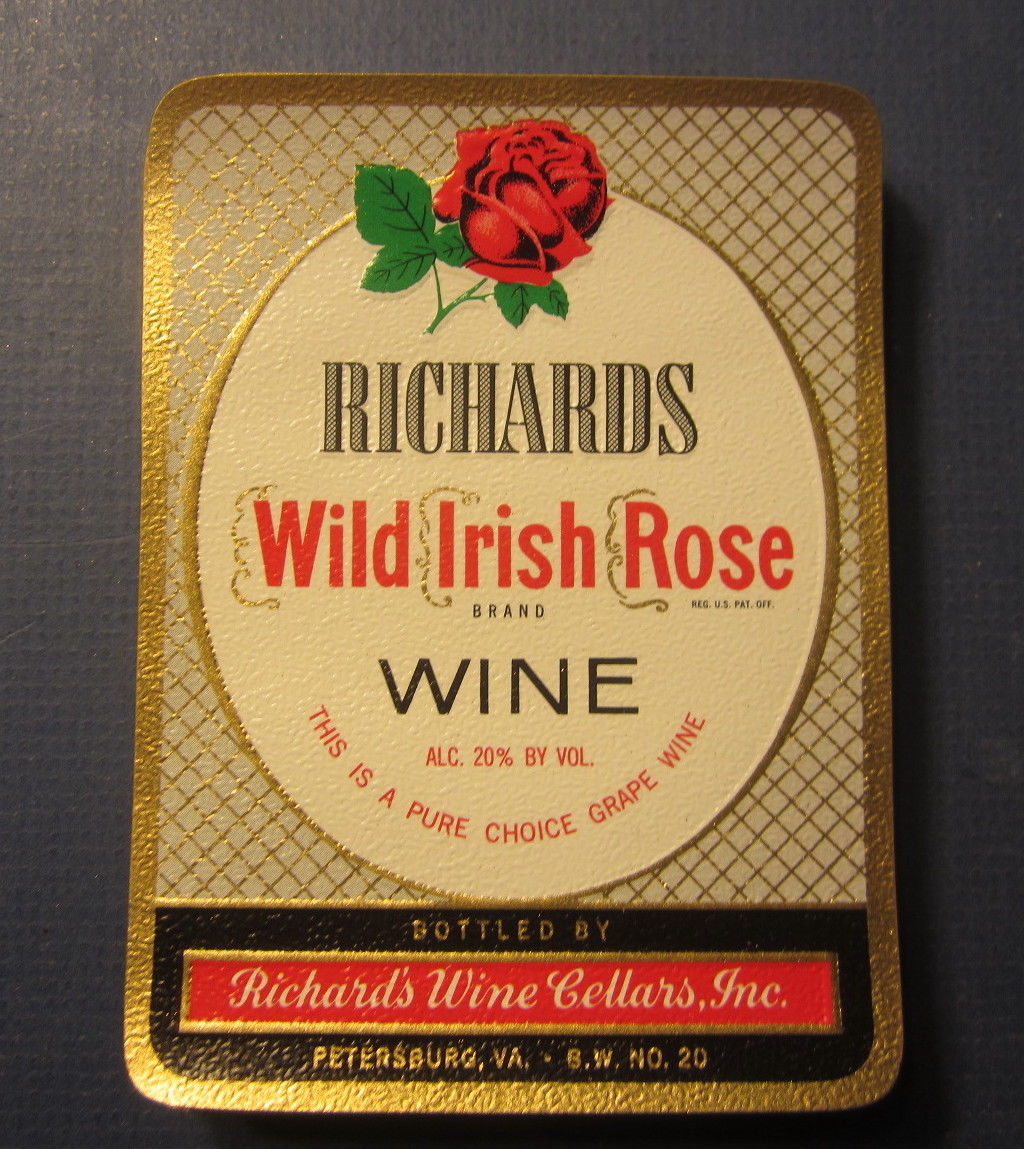 RICHARDS
Wild Irish Rose
BRAND
REG. U.S. PAT. OFF.
WINE
ALC. 20% BY VOL.
THIS IS A PURE CHOICE GRAPE WINE
BOTTLED BY
Richard's Wine Cellars, Inc.
PETERSBURG, VA. • B.W. NO. 20